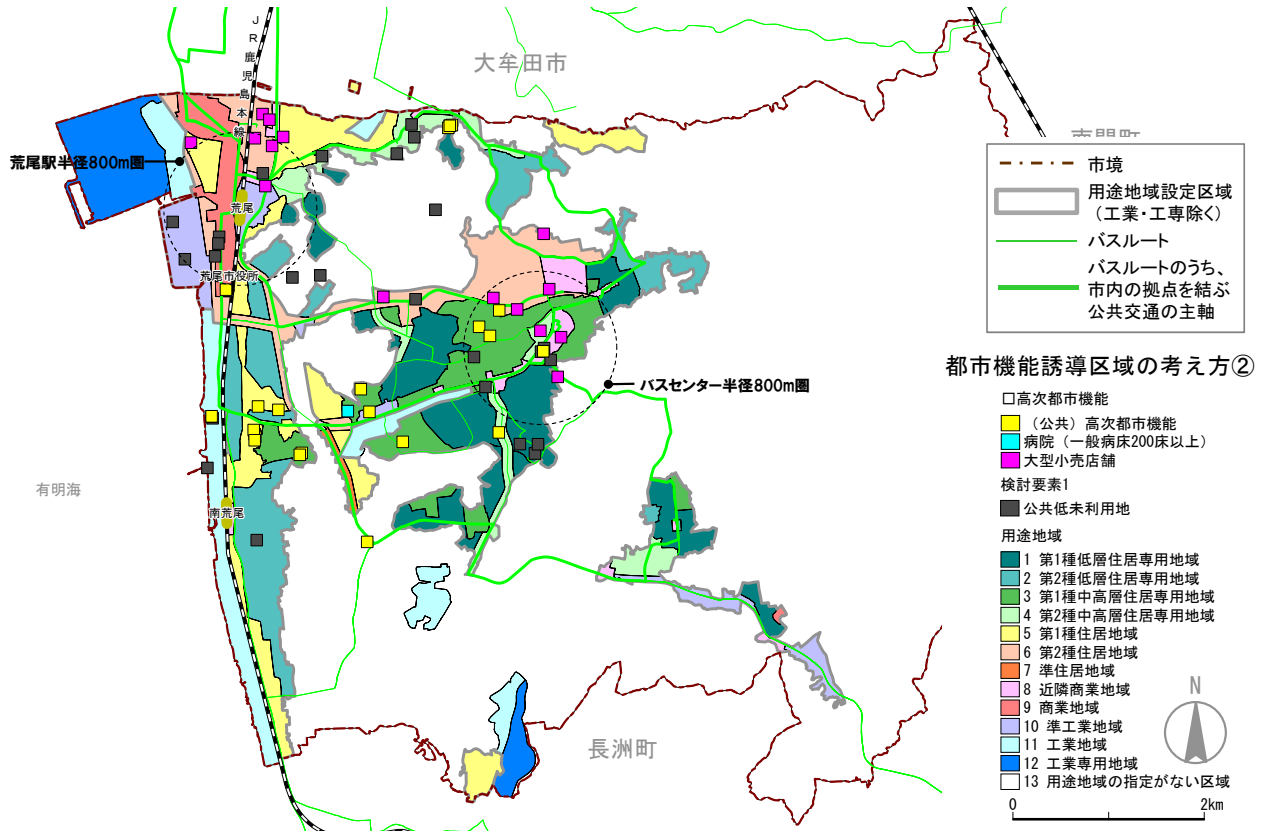 JR鹿児島本線
大牟田市
荒尾駅半径800m圏
荒尾
荒尾市役所
バスセンター半径800m圏
有明海
南荒尾
長洲町
市境
用途地域設定区域
(工業・工専除く)
バスルート
バスルートのうち、
市内の拠点を結ぶ
公共交通の主軸
都市機能誘導区域の考え方②
□高次都市機能
(公共)高次都市機能
病院(一般病床200床以上)
大型小売店舗
検討要素1
公共低未利用地
用途地域
1 第1種低層住居専用地域
2 第2種低層住居専用地域
3 第1種中高層住居専用地域
4 第2種中高層住居専用地域
5 第1種住居地域
6 第2種住居地域
7 準住居地域
8 近隣商業地域
9 商業地域
10 準工業地域
11 工業地域
12 工業専用地域
13 用途地域の指定がない区域
N
0 2km